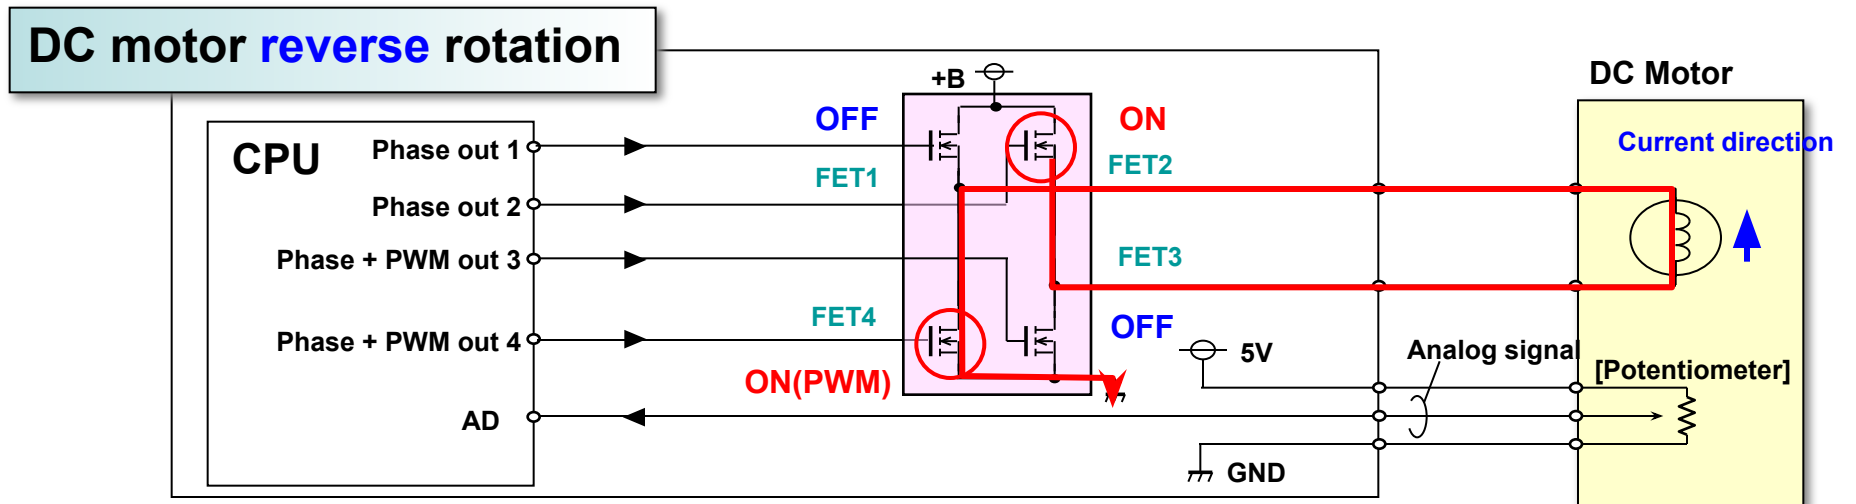 DC motor reverse rotation
+B
DC Motor
OFF
ON
CPU
Phase out 1
Current direction
FET1
FET2
Phase out 2
Phase + PWM out 3
FET3
FET4
OFF
Phase + PWM out 4
5V
Analog signal
[Potentiometer]
ON(PWM)
AD
GND